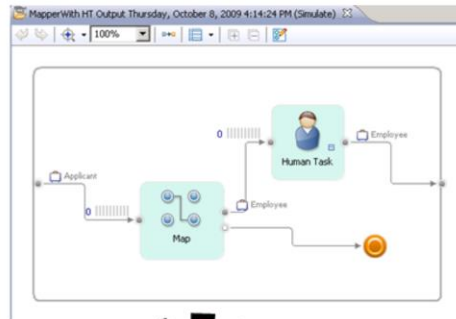 MapperWith HT Output Thursday, October 8, 2009 4:14:24 PM (Simulate)
100%
0
Employee
Human Task
Applicant
0
Employee
Map